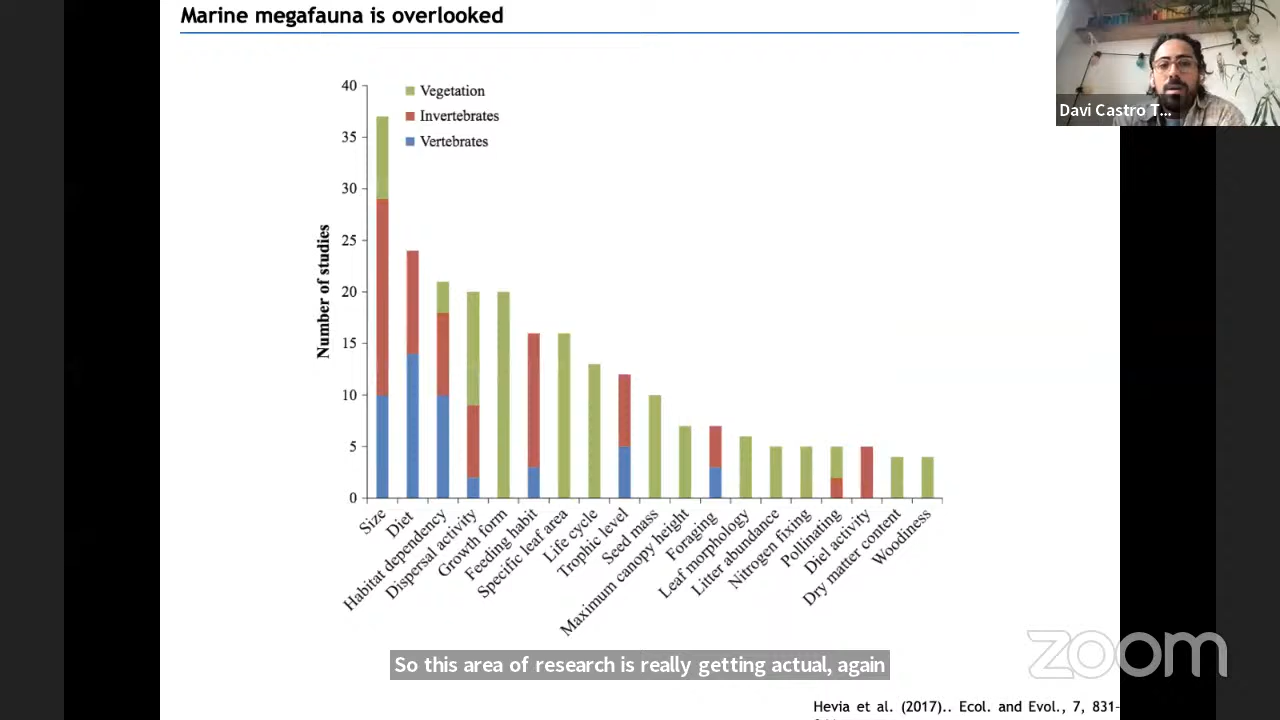 Marine megafauna is overlooked
Davi Castro T...
40
35
30
25
20
15
10
5
0
Number of studies
Vegetation
Invertebrates
Vertebrates
Size
Diet
Habitat dependency
Dispersal activity
Growth form
Feeding habit
Specific leaf area
Life cycle
Trophic level
Seed mass
Maximum canopy height
Foraging
Leaf morphology
Litter abundance
Nitrogen fixing
Pollinating
Diel activity
Dry matter content
Woodiness
So this area of research is really getting actual, again
zoom
Hevia et al. (2017).. Ecol. and Evol., 7, 831-